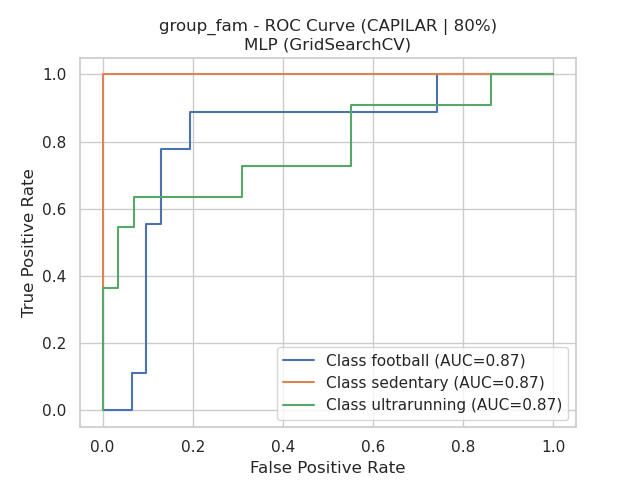 group_fam - ROC Curve (CAPILAR | 80%)
MLP (GridSearchCV)
True Positive Rate
1.0
0.8
0.6
0.4
0.2
0.0
0.0 0.2 0.4 0.6 0.8 1.0
False Positive Rate
Class football (AUC=0.87)
Class sedentary (AUC=0.87)
Class ultrarunning (AUC=0.87)